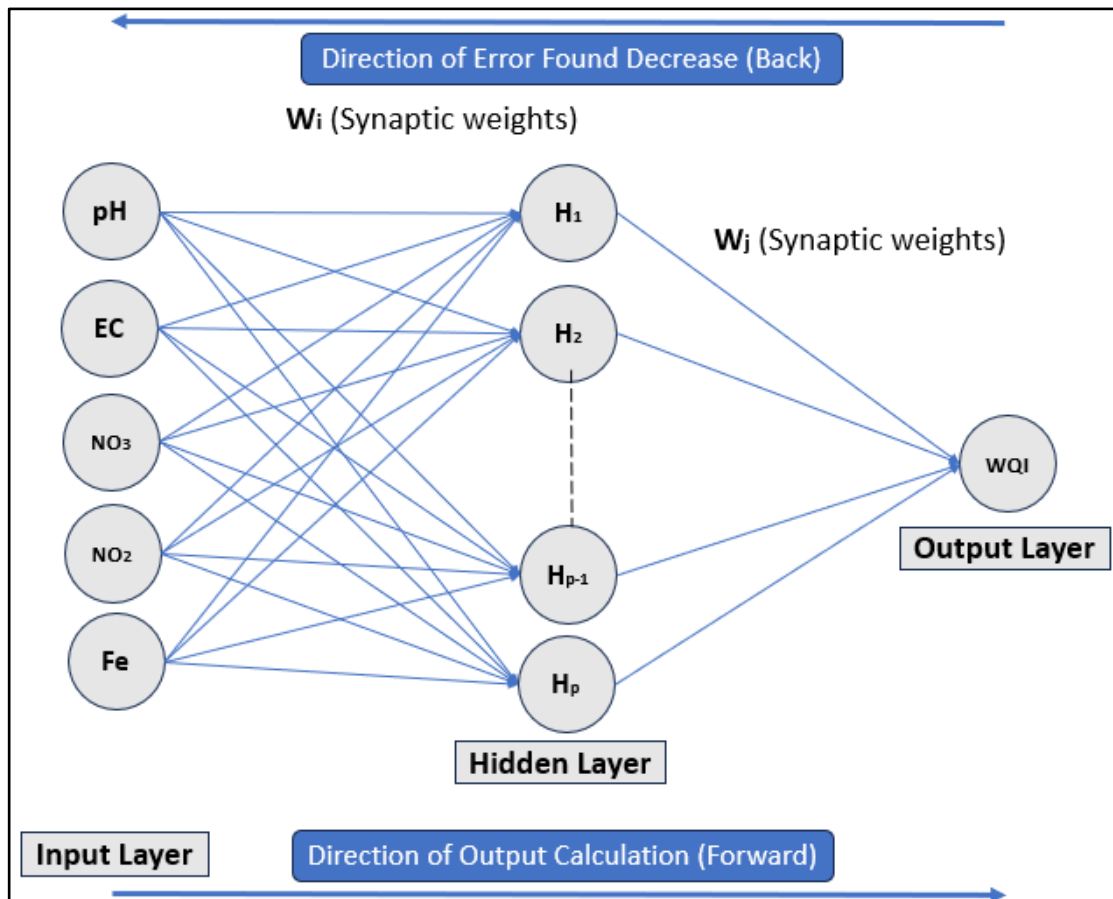 Direction of Error Found Decrease (Back)
Wi (Synaptic weights)
pH
H1
Wj (Synaptic weights)
EC
H2
NO3
WQI
NO2
Hp-1
Output Layer
Fe
Hp
Hidden Layer
Input Layer
Direction of Output Calculation (Forward)